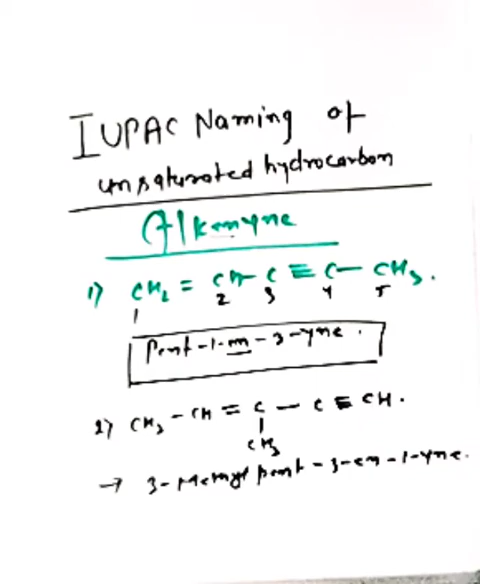 IUPAC Naming of
unsaturated hydrocarbon
Alkenyne
1) CH₂ = CH - C ≡ C - CH₃.
1 2 3 4 5
Pent-1-en-3-yne.
2) CH₃ - CH = C - C ≡ CH.
CH₃
→ 3-Methyl pent-3-en-1-yne.